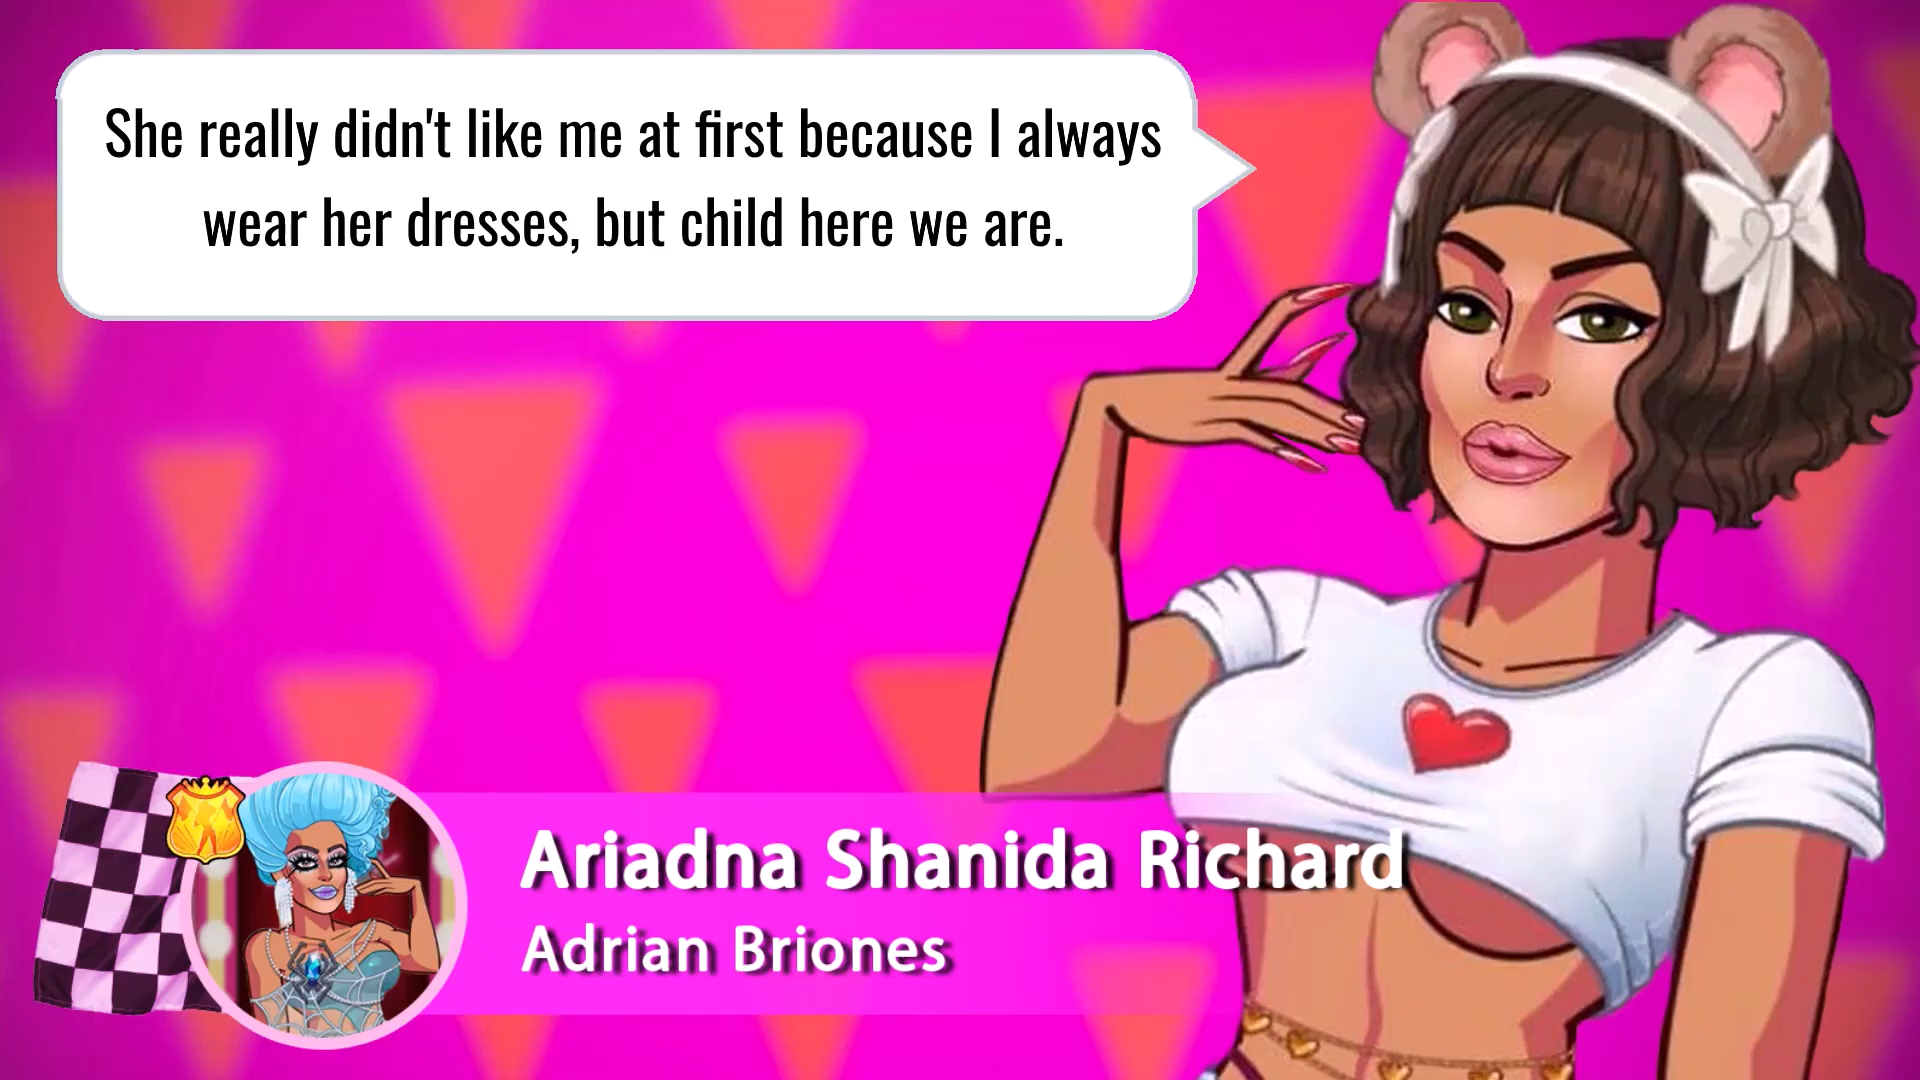 She really didn't like me at first because I always
wear her dresses, but child here we are.
Ariadna Shanida Richard
Adrian Briones